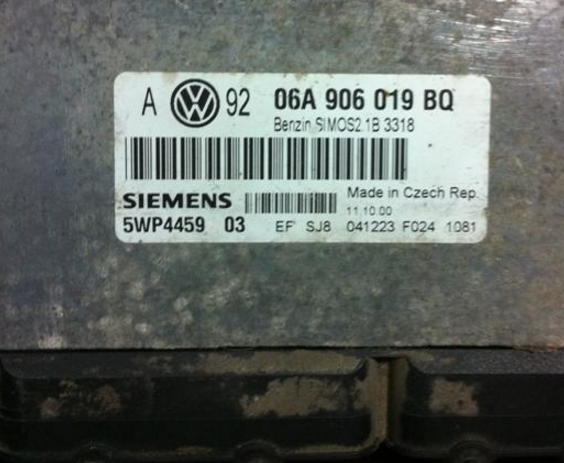 A VW 92 06A 906 019 BQ
Benzin SIMOS2.1B 3318
SIEMENS Made in Czech Rep.
11.10.00
5WP4459 03 EF SJ8 041223 F024 1081